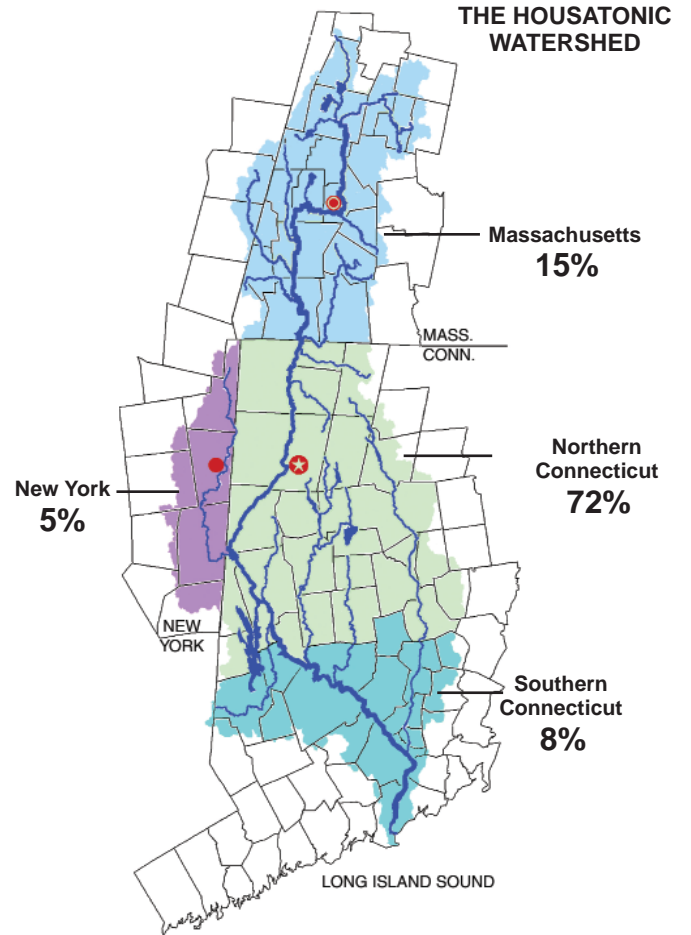 THE HOUSATONIC
WATERSHED
Massachusetts
15%
MASS.
CONN.
Northern
Connecticut
72%
New York
5%
NEW
YORK
Southern
Connecticut
8%
LONG ISLAND SOUND